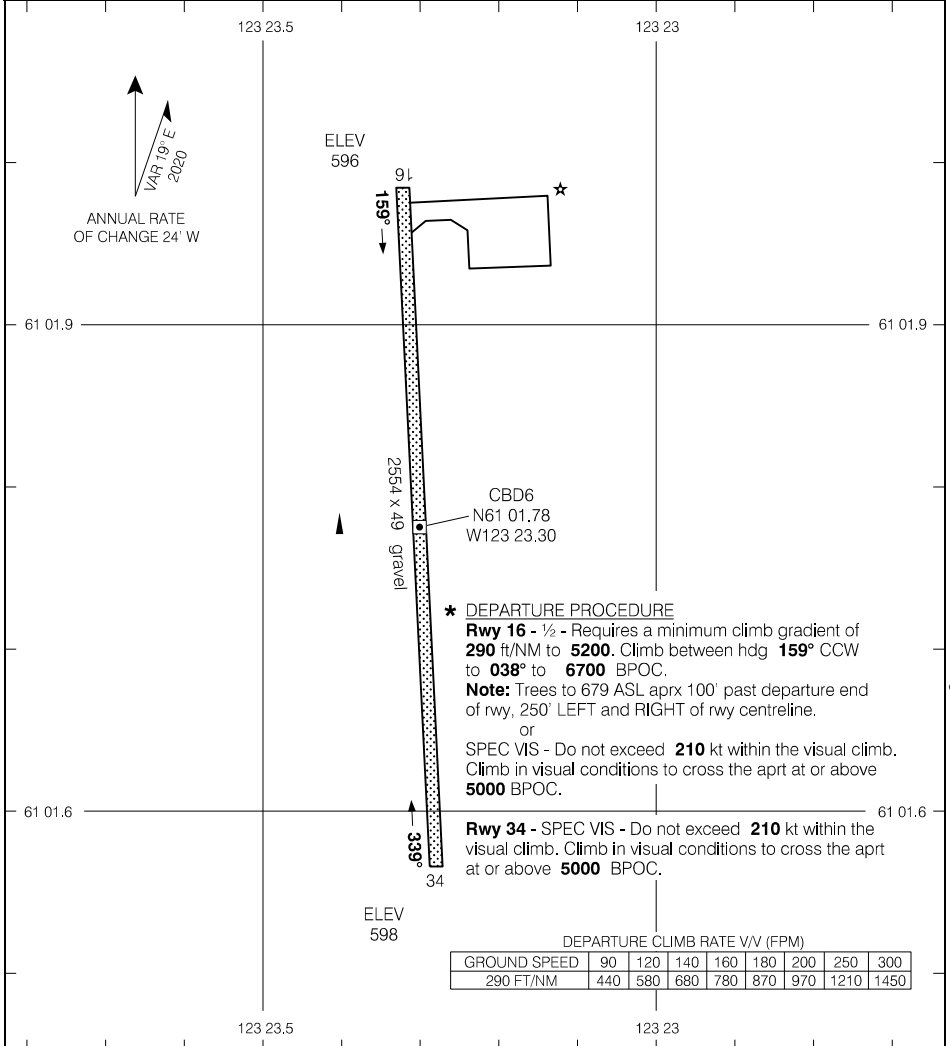 123 23.5 123 23
VAR 19° E
2020
ANNUAL RATE
OF CHANGE 24' W
ELEV
596
16
159°
61 01.9 61 01.9
2554 x 49 gravel
CBD6
N61 01.78
W123 23.30
* DEPARTURE PROCEDURE
Rwy 16 - ½ - Requires a minimum climb gradient of
290 ft/NM to 5200. Climb between hdg 159° CCW
to 038° to 6700 BPOC.
Note: Trees to 679 ASL aprx 100' past departure end
of rwy, 250' LEFT and RIGHT of rwy centreline.
or
SPEC VIS - Do not exceed 210 kt within the visual climb.
Climb in visual conditions to cross the aprt at or above
5000 BPOC.
61 01.6 61 01.6
Rwy 34 - SPEC VIS - Do not exceed 210 kt within the
visual climb. Climb in visual conditions to cross the aprt
at or above 5000 BPOC.
339°
34
ELEV
598
DEPARTURE CLIMB RATE V/V (FPM)
GROUND SPEED 90 120 140 160 180 200 250 300
290 FT/NM 440 580 680 780 870 970 1210 1450
123 23.5 123 23